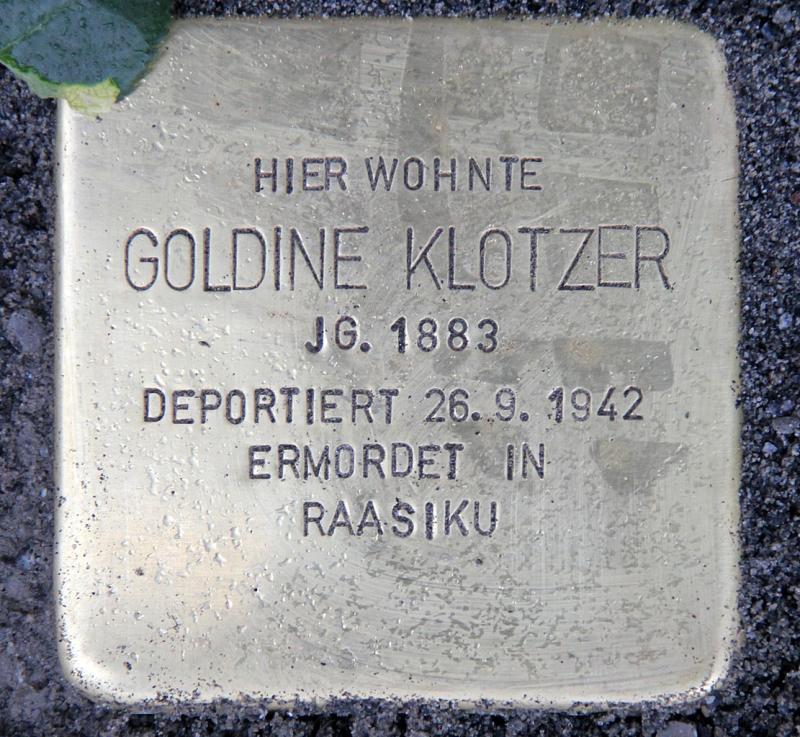 HIER WOHNTE
GOLDINE KLOTZER
JG. 1883
DEPORTIERT 26.9.1942
ERMORDET IN
RAASIKU